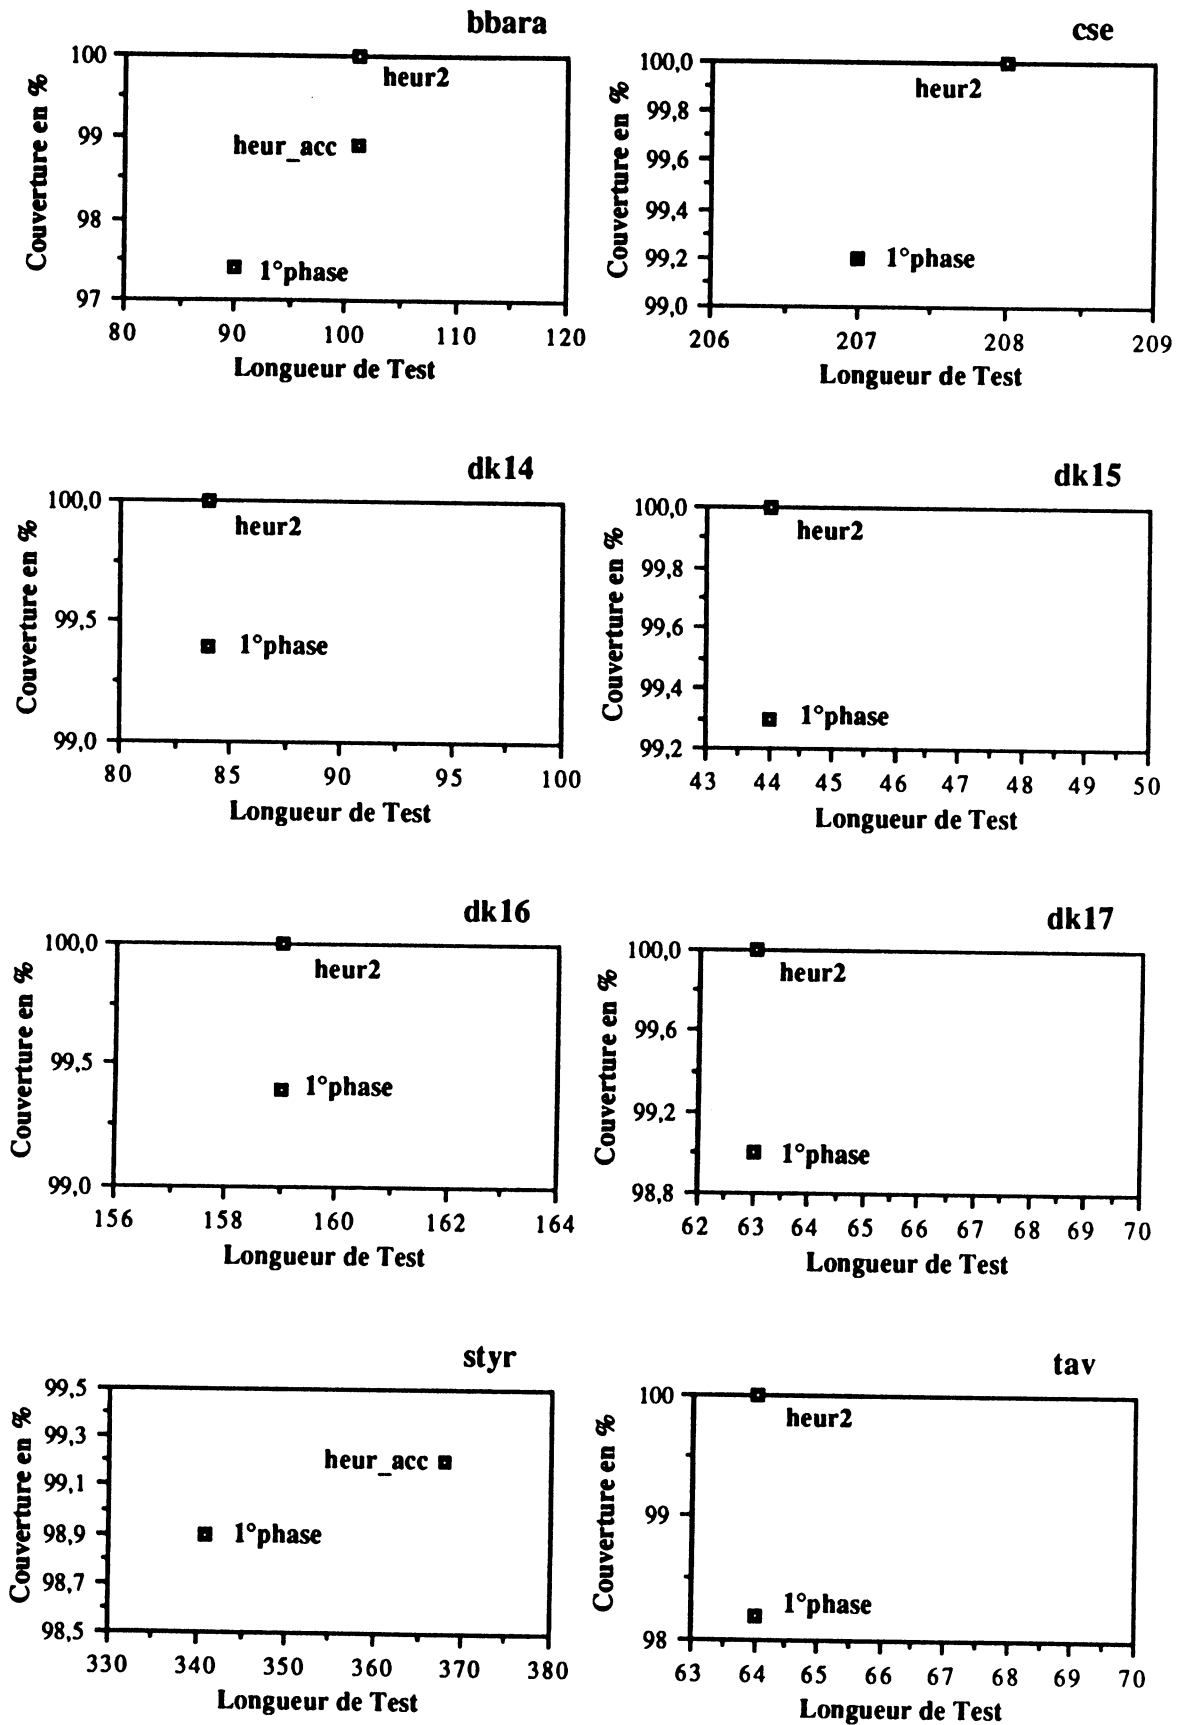 bbara
Couverture en %
100
99
98
97
heur2
heur_acc
1°phase
80 90 100 110 120
Longueur de Test
cse
Couverture en %
100,0
99,8
99,6
99,4
99,2
99,0
heur2
1°phase
206 207 208 209
Longueur de Test
dk14
Couverture en %
100,0
99,5
99,0
heur2
1°phase
80 85 90 95 100
Longueur de Test
dk15
Couverture en %
100,0
99,8
99,6
99,4
99,2
heur2
1°phase
43 44 45 46 47 48 49 50
Longueur de Test
dk16
Couverture en %
100,0
99,5
99,0
heur2
1°phase
156 158 160 162 164
Longueur de Test
dk17
Couverture en %
100,0
99,6
99,2
98,8
heur2
1°phase
62 63 64 65 66 67 68 69 70
Longueur de Test
styr
Couverture en %
99,5
99,3
99,1
98,9
98,7
98,5
heur_acc
1°phase
330 340 350 360 370 380
Longueur de Test
tav
Couverture en %
100
99
98
heur2
1°phase
63 64 65 66 67 68 69 70
Longueur de Test